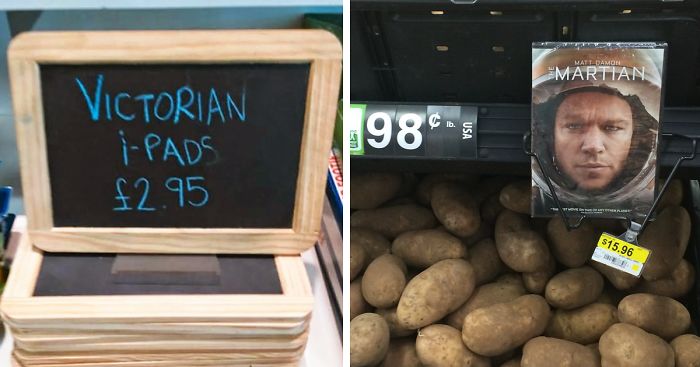 VICTORIAN
i-PADS
£2.95
98¢ lb.
USA
MATT DAMON
THE MARTIAN
$15.96